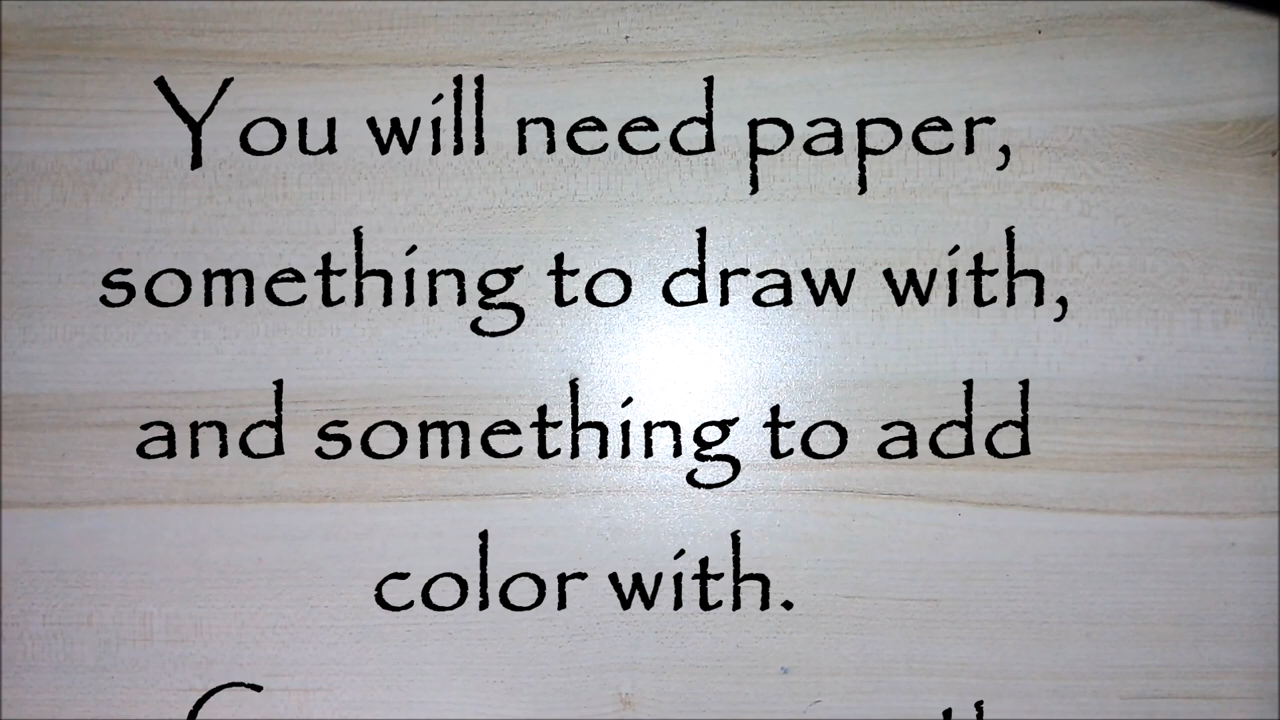 You will need paper,
something to draw with,
and something to add
color with.